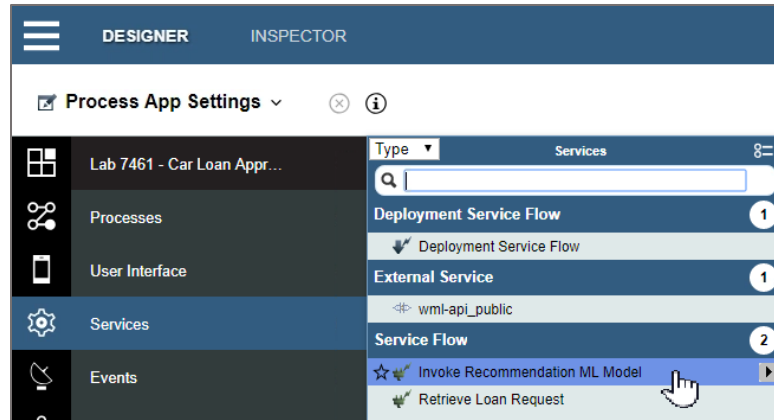 DESIGNER INSPECTOR
Process App Settings
Lab 7461 - Car Loan Appr...
Processes
User Interface
Services
Events
Type Services
Deployment Service Flow 1
Deployment Service Flow
External Service 1
wml-api_public
Service Flow 2
Invoke Recommendation ML Model
Retrieve Loan Request